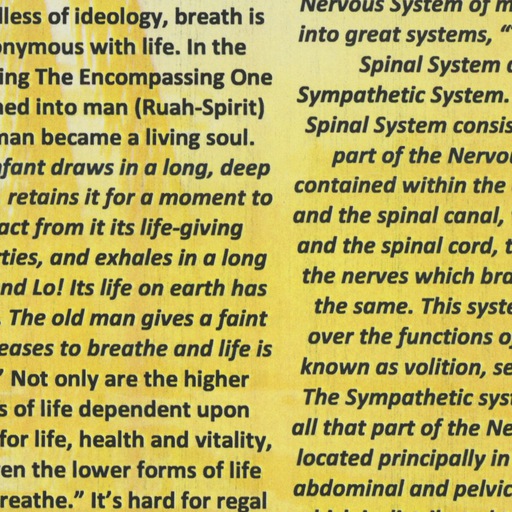 dless of ideology, breath is
onymous with life. In the
ing The Encompassing One
hed into man (Ruah-Spirit)
man became a living soul.
nfant draws in a long, deep
retains it for a moment to
act from it its life-giving
rties, and exhales in a long
nd Lo! Its life on earth has
. The old man gives a faint
eases to breathe and life is
” Not only are the higher
s of life dependent upon
for life, health and vitality,
en the lower forms of life
reathe.” It’s hard for regal
Nervous System of m
into great systems, “
Spinal System a
Sympathetic System.
Spinal System consis
part of the Nervou
contained within the
and the spinal canal,
and the spinal cord, t
the nerves which bra
the same. This syste
over the functions o
known as volition, se
The Sympathetic syst
all that part of the Ne
located principally in
abdominal and pelvic